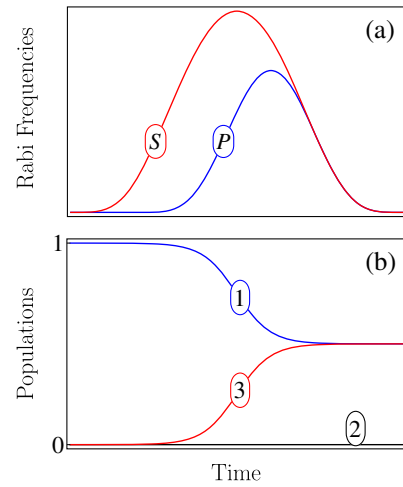 (a)
Rabi Frequencies
S
P
(b)
1
Populations
1
3
2
0
Time